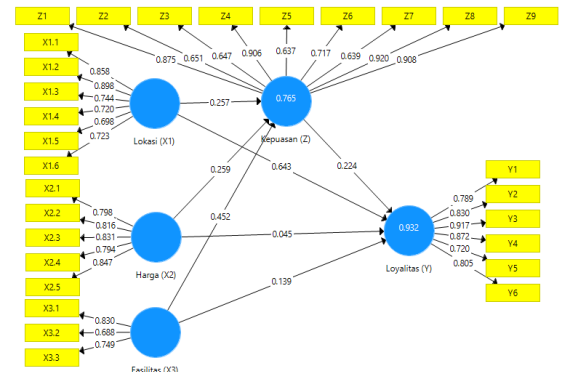 Z1 Z2 Z3 Z4 Z5 Z6 Z7 Z8 Z9
0.875 0.651 0.647 0.906 0.637 0.717 0.639 0.920 0.908
X1.1
X1.2
X1.3
X1.4
X1.5
X1.6
0.858
0.898
0.744
0.720
0.698
0.723
Lokasi (X1)
0.257
0.765
Kepuasan (Z)
0.259
0.452
0.643
0.224
X2.1
X2.2
X2.3
X2.4
X2.5
0.798
0.816
0.831
0.794
0.847
Harga (X2)
0.045
0.139
0.932
Loyalitas (Y)
0.789
0.830
0.917
0.872
0.720
0.805
Y1
Y2
Y3
Y4
Y5
Y6
X3.1
X3.2
X3.3
0.830
0.688
0.749
Fasilitas (X3)